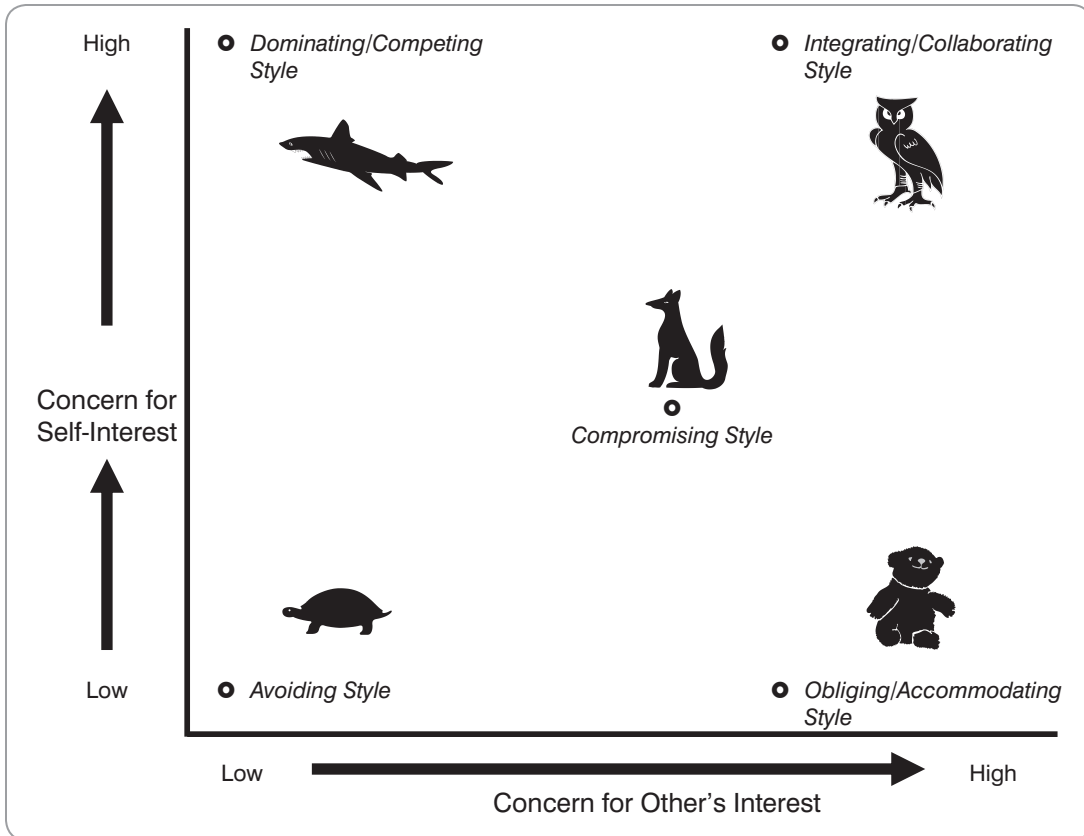 High
Dominating/Competing
Style
Integrating/Collaborating
Style
Concern for
Self-Interest
Compromising Style
Low
Avoiding Style
Obliging/Accommodating
Style
Low
High
Concern for Other's Interest